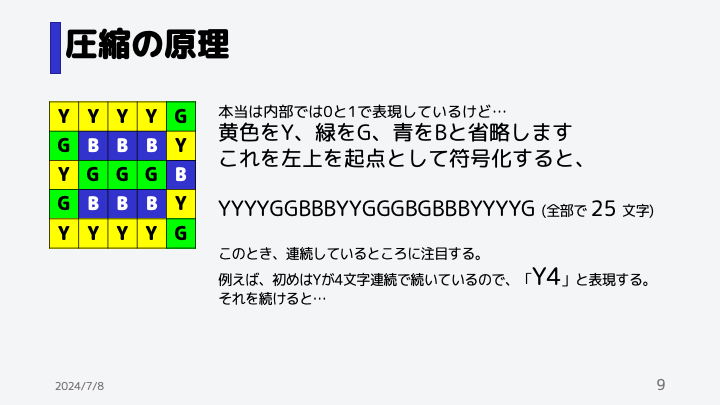 圧縮の原理
Y Y Y Y G
G B B B Y
Y G G G B
G B B B Y
Y Y Y Y G
本当は内部では0と1で表現しているけど…
黄色をY、緑をG、青をBと省略します
これを左上を起点として符号化すると、
YYYYGGBBBYYGGGBGBBBYYYYG (全部で 25 文字)
このとき、連続しているところに注目する。
例えば、初めはYが4文字連続で続いているので、「Y4」と表現する。
それを続けると…
2024/7/8
9